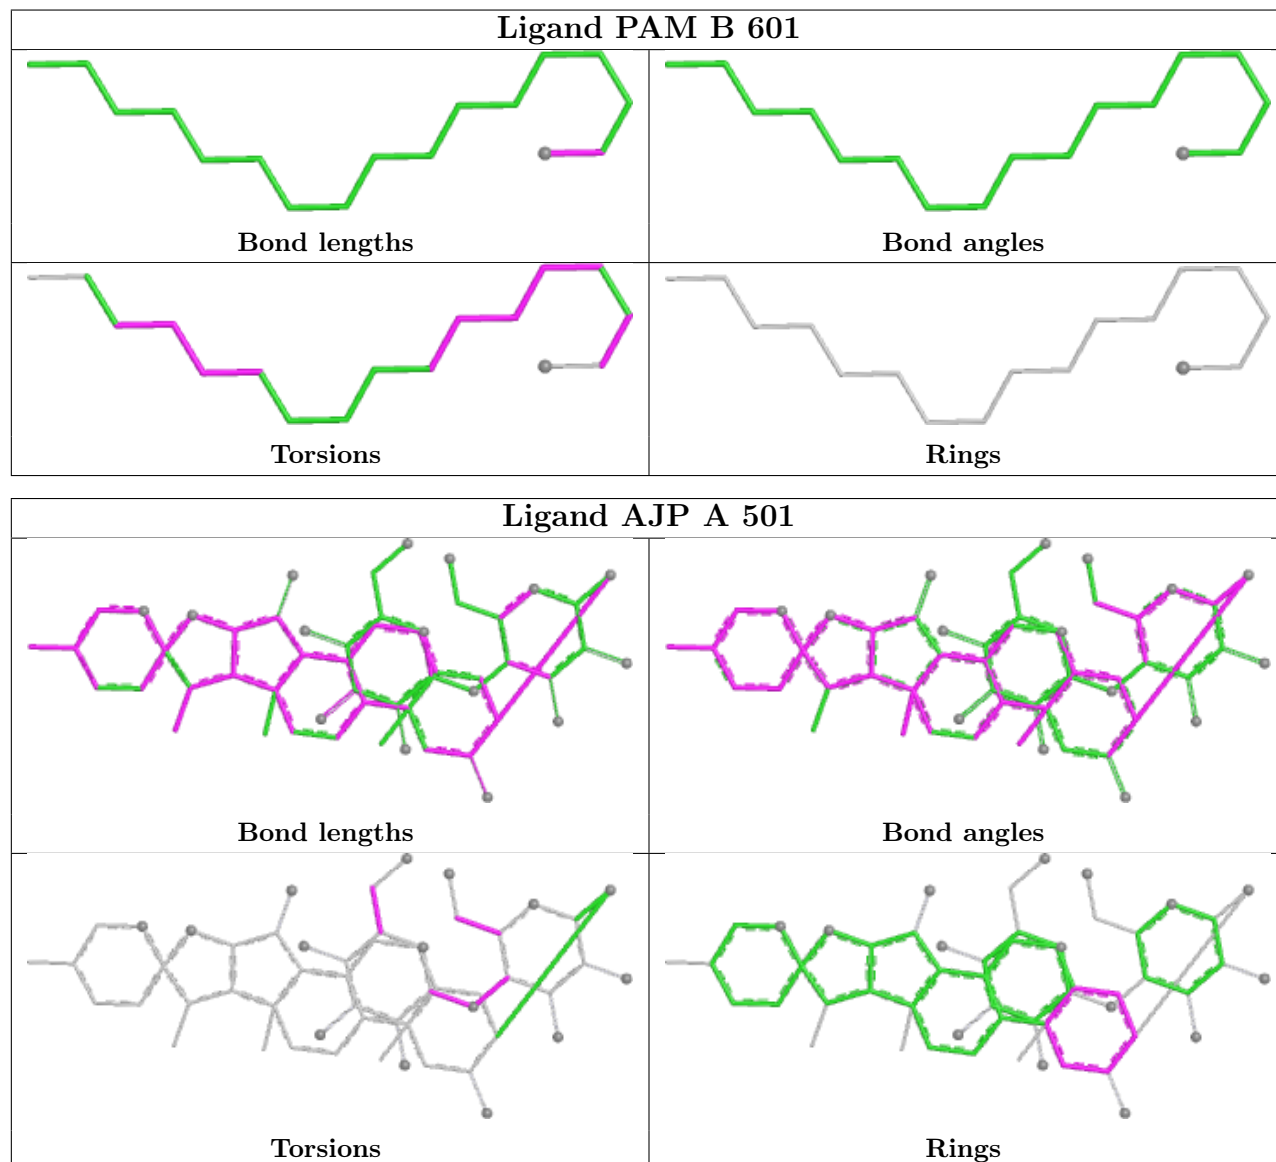 Ligand PAM B 601
Bond lengths
Bond angles
Torsions
Rings
Ligand AJP A 501
Bond lengths
Bond angles
Torsions
Rings